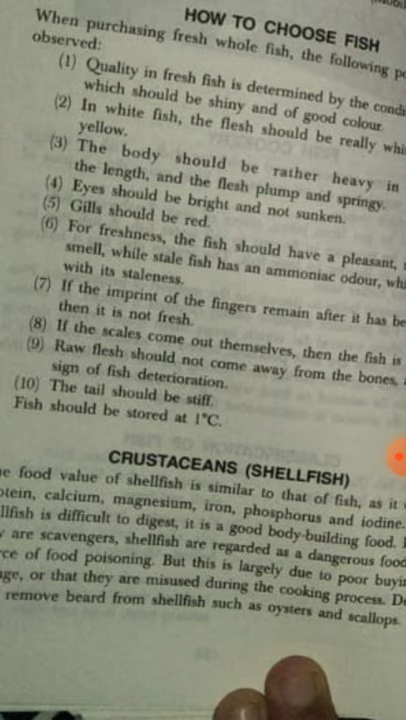 HOW TO CHOOSE FISH
When purchasing fresh whole fish, the following
observed:
(1) Quality in fresh fish is determined by the
which should be shiny and of good colour.
(2) In white fish, the flesh should be really
yellow.
(3) The body should be rather heavy in
the length, and the flesh plump and springy.
(4) Eyes should be bright and not sunken.
(5) Gills should be red.
(6) For freshness, the fish should have a pleasant,
smell, while stale fish has an ammoniac odour,
with its staleness.
(7) If the imprint of the fingers remain after it has
then it is not fresh.
(8) If the scales come out themselves, then the fish is
(9) Raw flesh should not come away from the bones,
sign of fish deterioration.
(10) The tail should be stiff.
Fish should be stored at 1°C.
CRUSTACEANS (SHELLFISH)
food value of shellfish is similar to that of fish, as it
otein, calcium, magnesium, iron, phosphorus and iodine.
llfish is difficult to digest, it is a good body-building food.
are scavengers, shellfish are regarded as a dangerous food
rce of food poisoning. But this is largely due to poor
or that they are misused during the cooking process.
remove beard from shellfish such as oysters and scallops.